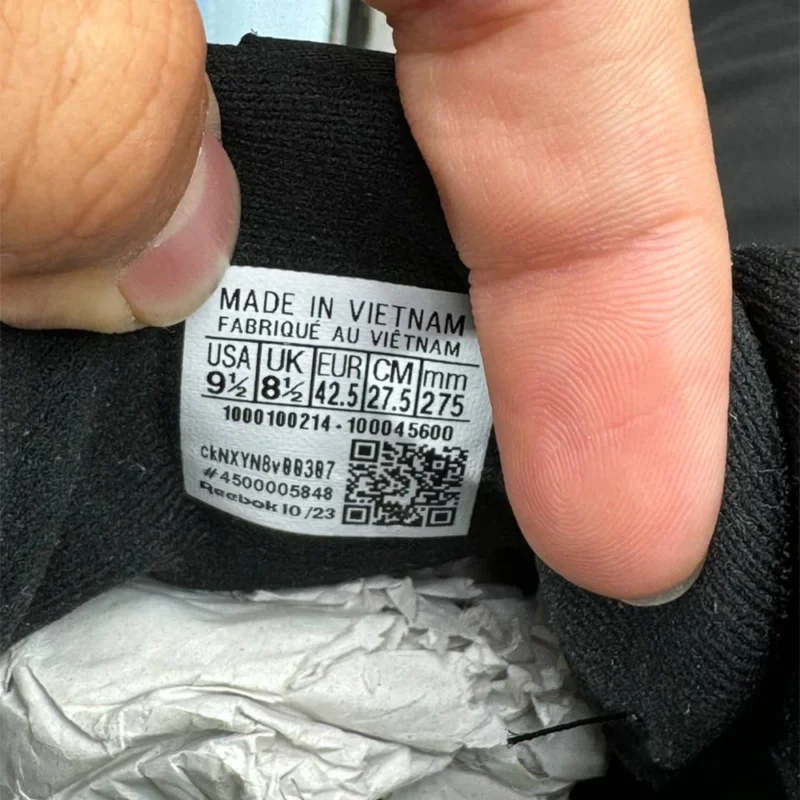 MADE IN VIETNAM
FABRIQUÉ AU VIÊTNAM
USA UK EUR CM mm
9½ 8½ 42.5 27.5 275
1000100214 - 100045600
ckNXYN8v00307
#4500005848
Reebok 10/23